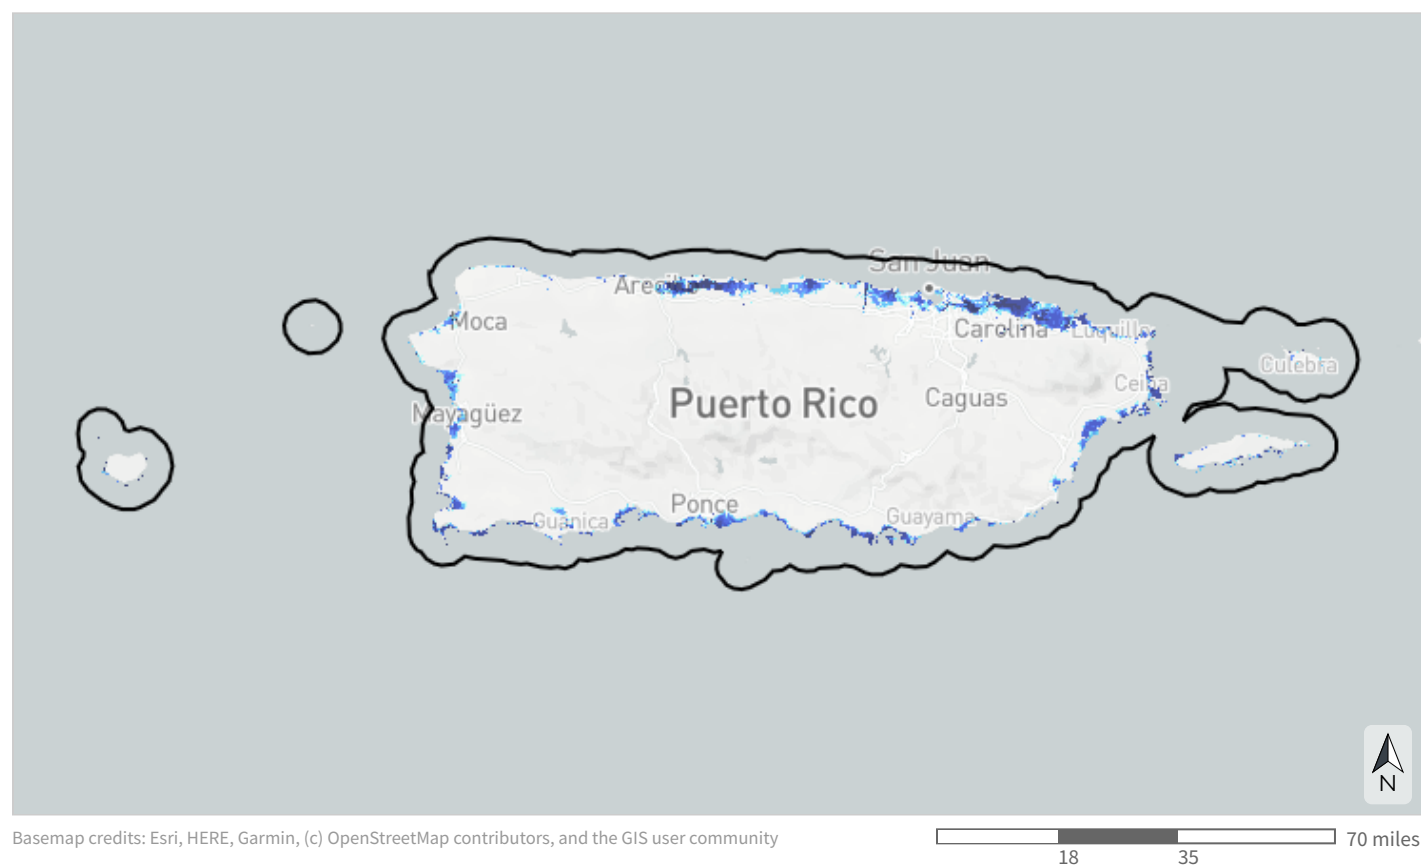 San Juan
Arecibo
Moca
Carolina
Luquillo
Culebra
Ceiba
Puerto Rico
Caguas
Mayagüez
Ponce
Guánica
Guayama
N
Basemap credits: Esri, HERE, Garmin, (c) OpenStreetMap contributors, and the GIS user community
70 miles
18 35